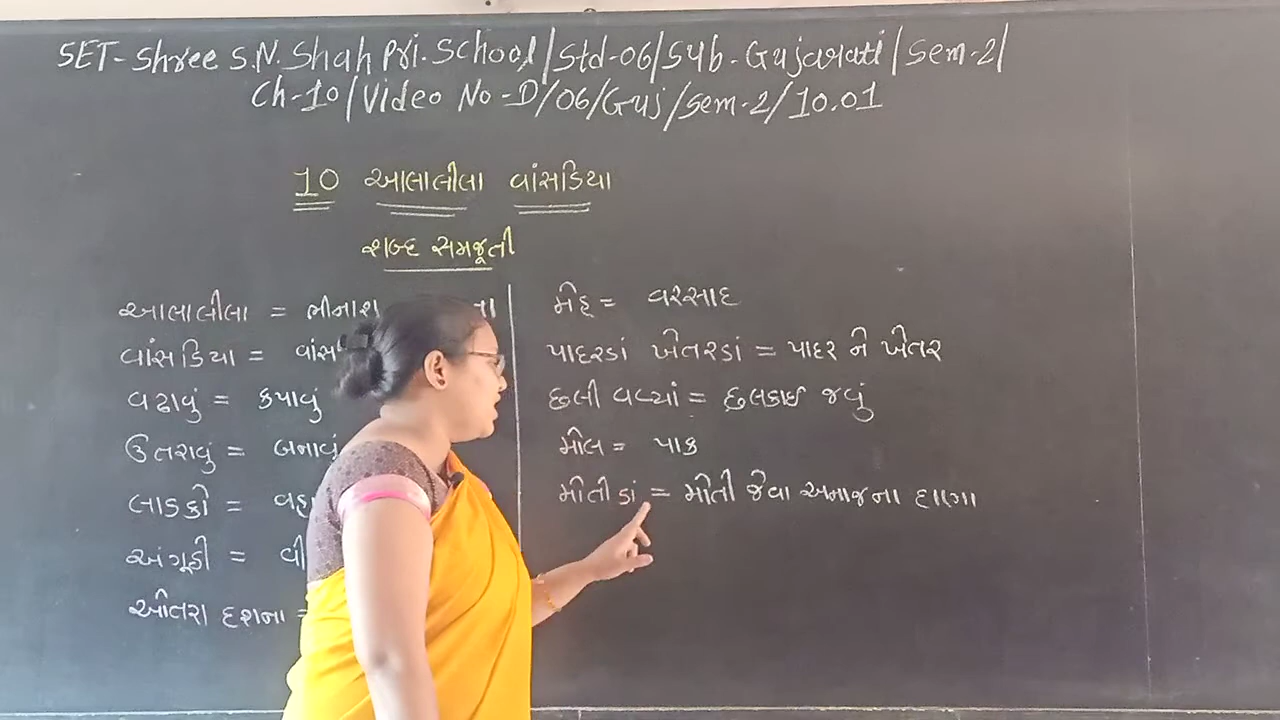 SET- Shree S.N. Shah Pri. School/Std-06/Sub- Gujarati/Sem-2/
Ch-10/Video No -D/06/Guj/Sem-2/10.01
10 આલાલીલા વાંસડિયા
શબ્દ સમજૂતી
આલાલીલા = ભીનાશ
વાંસડિયા = વાંસ
વઢાવું = કપાવું
ઉતરાવું = બનાવવું
લાડકો =
અંગૂઠી =
ઓતરા દશના =
મેહ = વરસાદ
પાદરડાં ખેતરડાં = પાદર ને ખેતર
છલી વળ્યાં = છલકાઈ જવું
મોલ = પાક
મોતીડાં = મોતી જેવા અનાજના દાણા